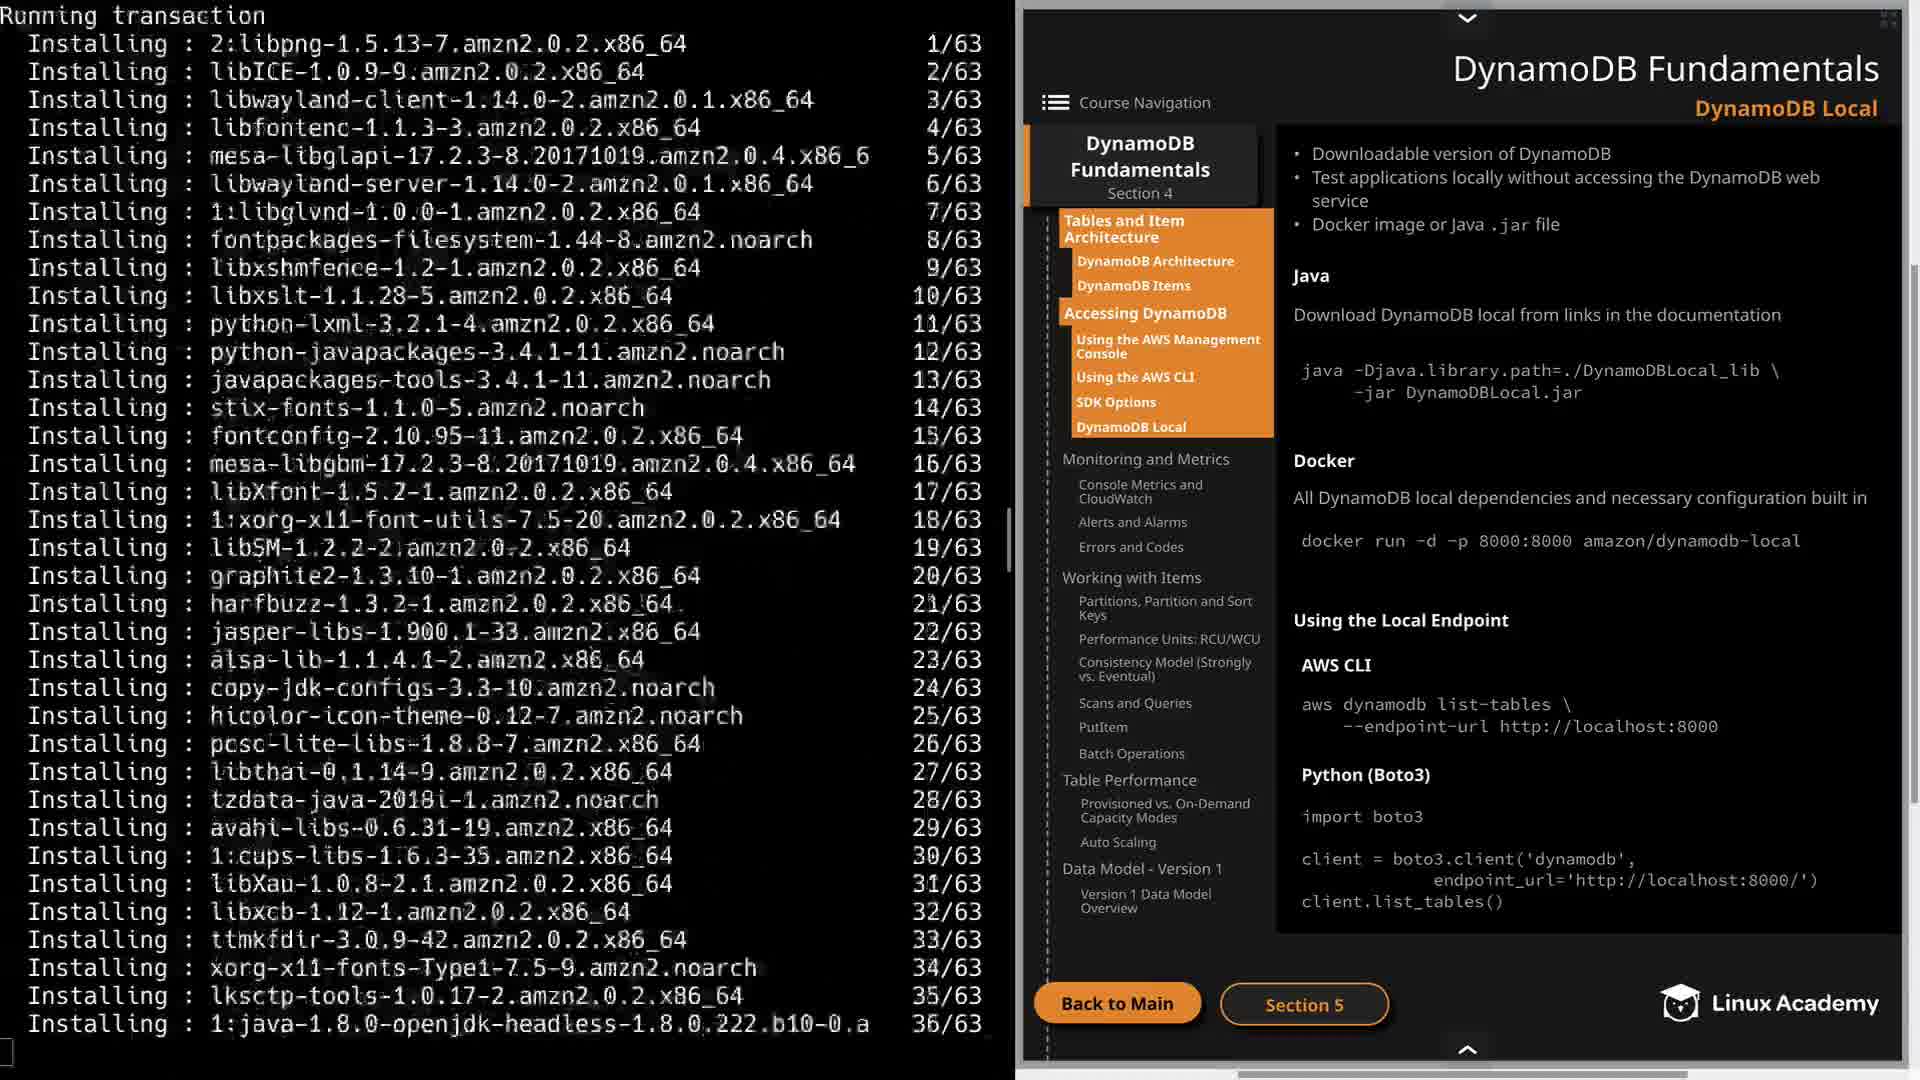 Running transaction
Installing : 2:libpng-1.5.13-7.amzn2.0.2.x86_64 1/63
Installing : libICE-1.0.9-9.amzn2.0.2.x86_64 2/63
Installing : libwayland-client-1.14.0-2.amzn2.0.1.x86_64 3/63
Installing : libfontenc-1.1.3-3.amzn2.0.2.x86_64 4/63
Installing : mesa-libglapi-17.2.3-8.20171019.amzn2.0.4.x86_6 5/63
Installing : libwayland-server-1.14.0-2.amzn2.0.1.x86_64 6/63
Installing : 1:libglvnd-1.0.0-1.amzn2.0.2.x86_64 7/63
Installing : fontpackages-filesystem-1.44-8.amzn2.noarch 8/63
Installing : libxshmfence-1.2-1.amzn2.0.2.x86_64 9/63
Installing : libxslt-1.1.28-5.amzn2.0.2.x86_64 10/63
Installing : python-lxml-3.2.1-4.amzn2.0.2.x86_64 11/63
Installing : python-javapackages-3.4.1-11.amzn2.noarch 12/63
Installing : javapackages-tools-3.4.1-11.amzn2.noarch 13/63
Installing : stix-fonts-1.1.0-5.amzn2.noarch 14/63
Installing : fontconfig-2.10.95-11.amzn2.0.2.x86_64 15/63
Installing : mesa-libgbm-17.2.3-8.20171019.amzn2.0.4.x86_64 16/63
Installing : libXfont-1.5.2-1.amzn2.0.2.x86_64 17/63
Installing : 1:xorg-x11-font-utils-7.5-20.amzn2.0.2.x86_64 18/63
Installing : libSM-1.2.2-2.amzn2.0.2.x86_64 19/63
Installing : graphite2-1.3.10-1.amzn2.0.2.x86_64 20/63
Installing : harfbuzz-1.3.2-1.amzn2.0.2.x86_64 21/63
Installing : jasper-libs-1.900.1-33.amzn2.x86_64 22/63
Installing : alsa-lib-1.1.4.1-2.amzn2.x86_64 23/63
Installing : copy-jdk-configs-3.3-10.amzn2.noarch 24/63
Installing : hicolor-icon-theme-0.12-7.amzn2.noarch 25/63
Installing : pcsc-lite-libs-1.8.8-7.amzn2.x86_64 26/63
Installing : libthai-0.1.14-9.amzn2.0.2.x86_64 27/63
Installing : tzdata-java-2018i-1.amzn2.noarch 28/63
Installing : avahi-libs-0.6.31-19.amzn2.0.2.x86_64 29/63
Installing : 1:cups-libs-1.6.3-35.amzn2.x86_64 30/63
Installing : libXau-1.0.8-2.1.amzn2.0.2.x86_64 31/63
Installing : libxcb-1.12-1.amzn2.0.2.x86_64 32/63
Installing : ttmkfdir-3.0.9-42.amzn2.0.2.x86_64 33/63
Installing : xorg-x11-fonts-Type1-7.5-9.amzn2.noarch 34/63
Installing : lksctp-tools-1.0.17-2.amzn2.0.2.x86_64 35/63
Installing : 1:java-1.8.0-openjdk-headless-1.8.0.222.b10-0.a 36/63
DynamoDB Fundamentals
DynamoDB Local
Course Navigation
DynamoDB
Fundamentals
Section 4
Tables and Item
Architecture
DynamoDB Architecture
DynamoDB Items
Accessing DynamoDB
Using the AWS Management
Console
Using the AWS CLI
SDK Options
DynamoDB Local
Monitoring and Metrics
Console Metrics and
CloudWatch
Alerts and Alarms
Errors and Codes
Working with Items
Partitions, Partition and Sort
Keys
Performance Units: RCU/WCU
Consistency Model (Strongly
vs. Eventual)
Scans and Queries
PutItem
Batch Operations
Table Performance
Provisioned vs. On-Demand
Capacity Modes
Auto Scaling
Data Model - Version 1
Version 1 Data Model
Overview
• Downloadable version of DynamoDB
• Test applications locally without accessing the DynamoDB web
service
• Docker image or Java .jar file
Java
Download DynamoDB local from links in the documentation
java -Djava.library.path=./DynamoDBLocal_lib \
-jar DynamoDBLocal.jar
Docker
All DynamoDB local dependencies and necessary configuration built in
docker run -d -p 8000:8000 amazon/dynamodb-local
Using the Local Endpoint
AWS CLI
aws dynamodb list-tables \
--endpoint-url http://localhost:8000
Python (Boto3)
import boto3
client = boto3.client('dynamodb',
endpoint_url='http://localhost:8000/')
client.list_tables()
Back to Main
Section 5
Linux Academy